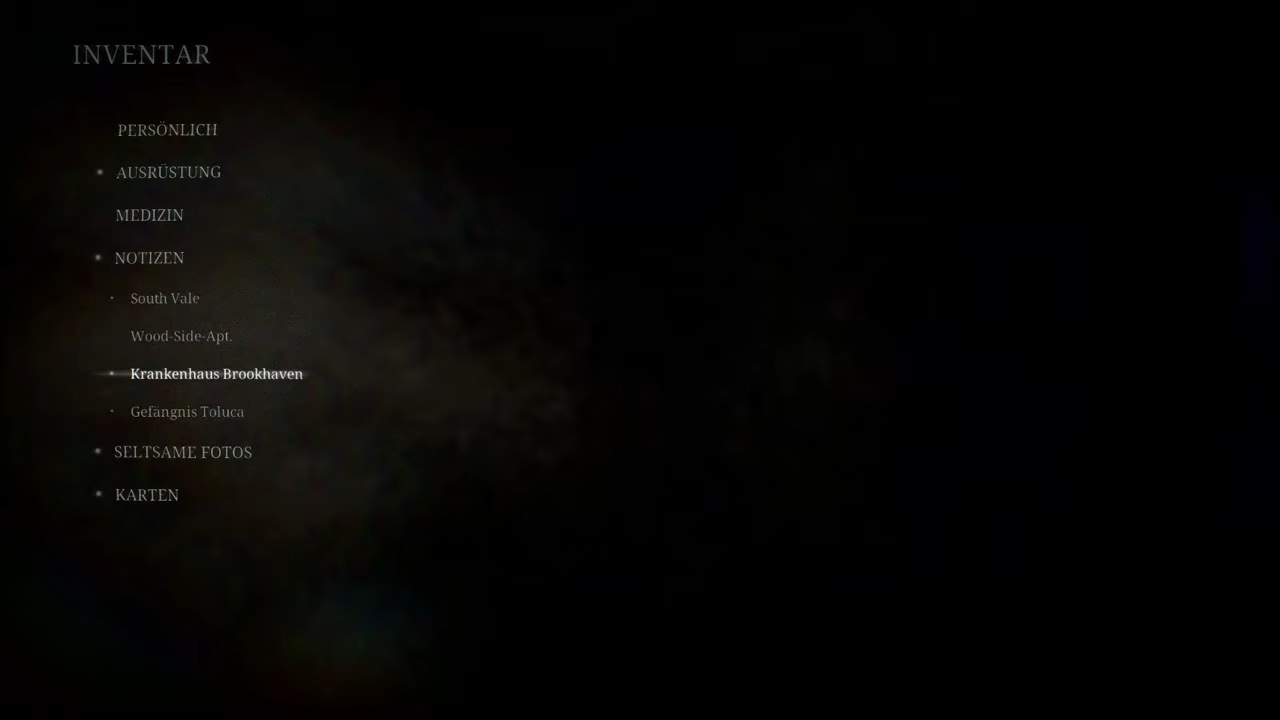 INVENTAR
PERSÖNLICH
AUSRÜSTUNG
MEDIZIN
NOTIZEN
South Vale
Wood-Side-Apt.
Krankenhaus Brookhaven
Gefängnis Toluca
SELTSAME FOTOS
KARTEN